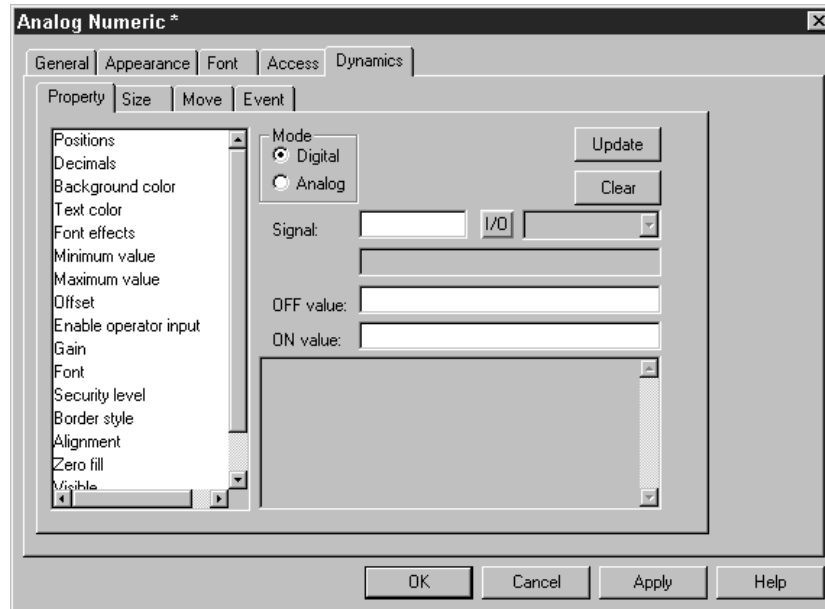 Analog Numeric *
General Appearance Font Access Dynamics
Property Size Move Event
Positions
Decimals
Background color
Text color
Font effects
Minimum value
Maximum value
Offset
Enable operator input
Gain
Font
Security level
Border style
Alignment
Zero fill
Visible
Mode
Digital
Analog
Update
Clear
Signal: I/O
OFF value:
ON value:
OK Cancel Apply Help